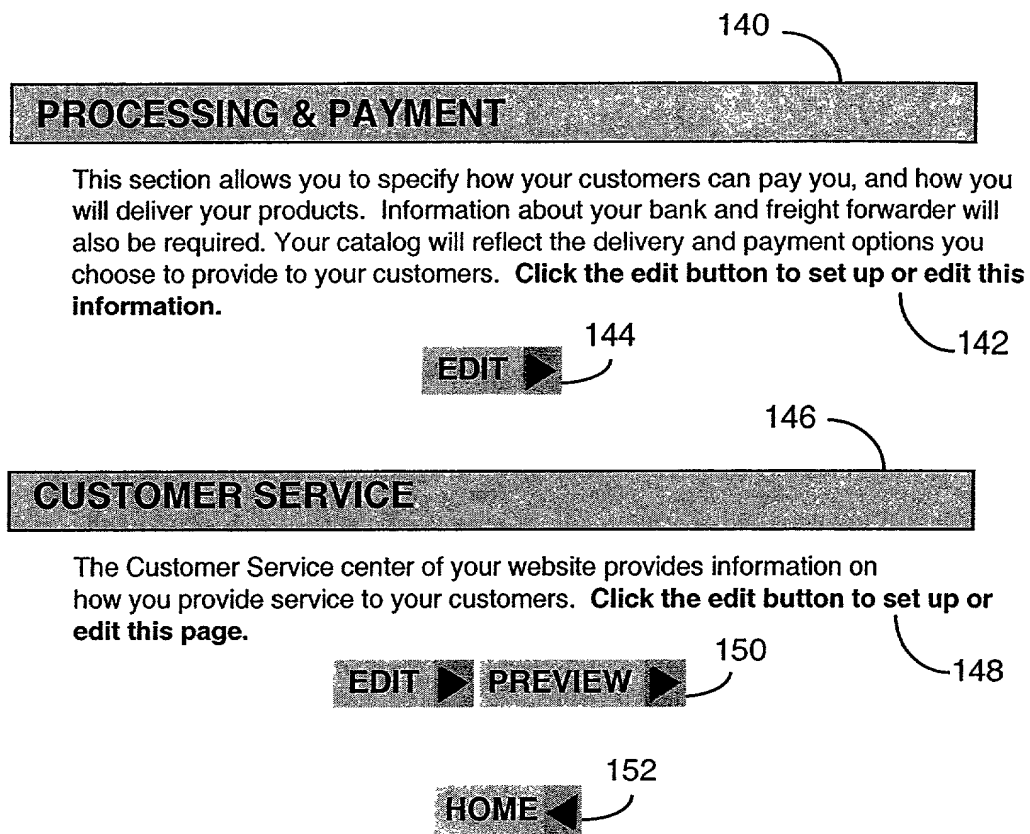 140
PROCESSING & PAYMENT
This section allows you to specify how your customers can pay you, and how you
will deliver your products. Information about your bank and freight forwarder will
also be required. Your catalog will reflect the delivery and payment options you
choose to provide to your customers. Click the edit button to set up or edit this
information.
144
142
EDIT
146
CUSTOMER SERVICE
The Customer Service center of your website provides information on
how you provide service to your customers. Click the edit button to set up or
edit this page.
150
148
EDIT PREVIEW
152
HOME